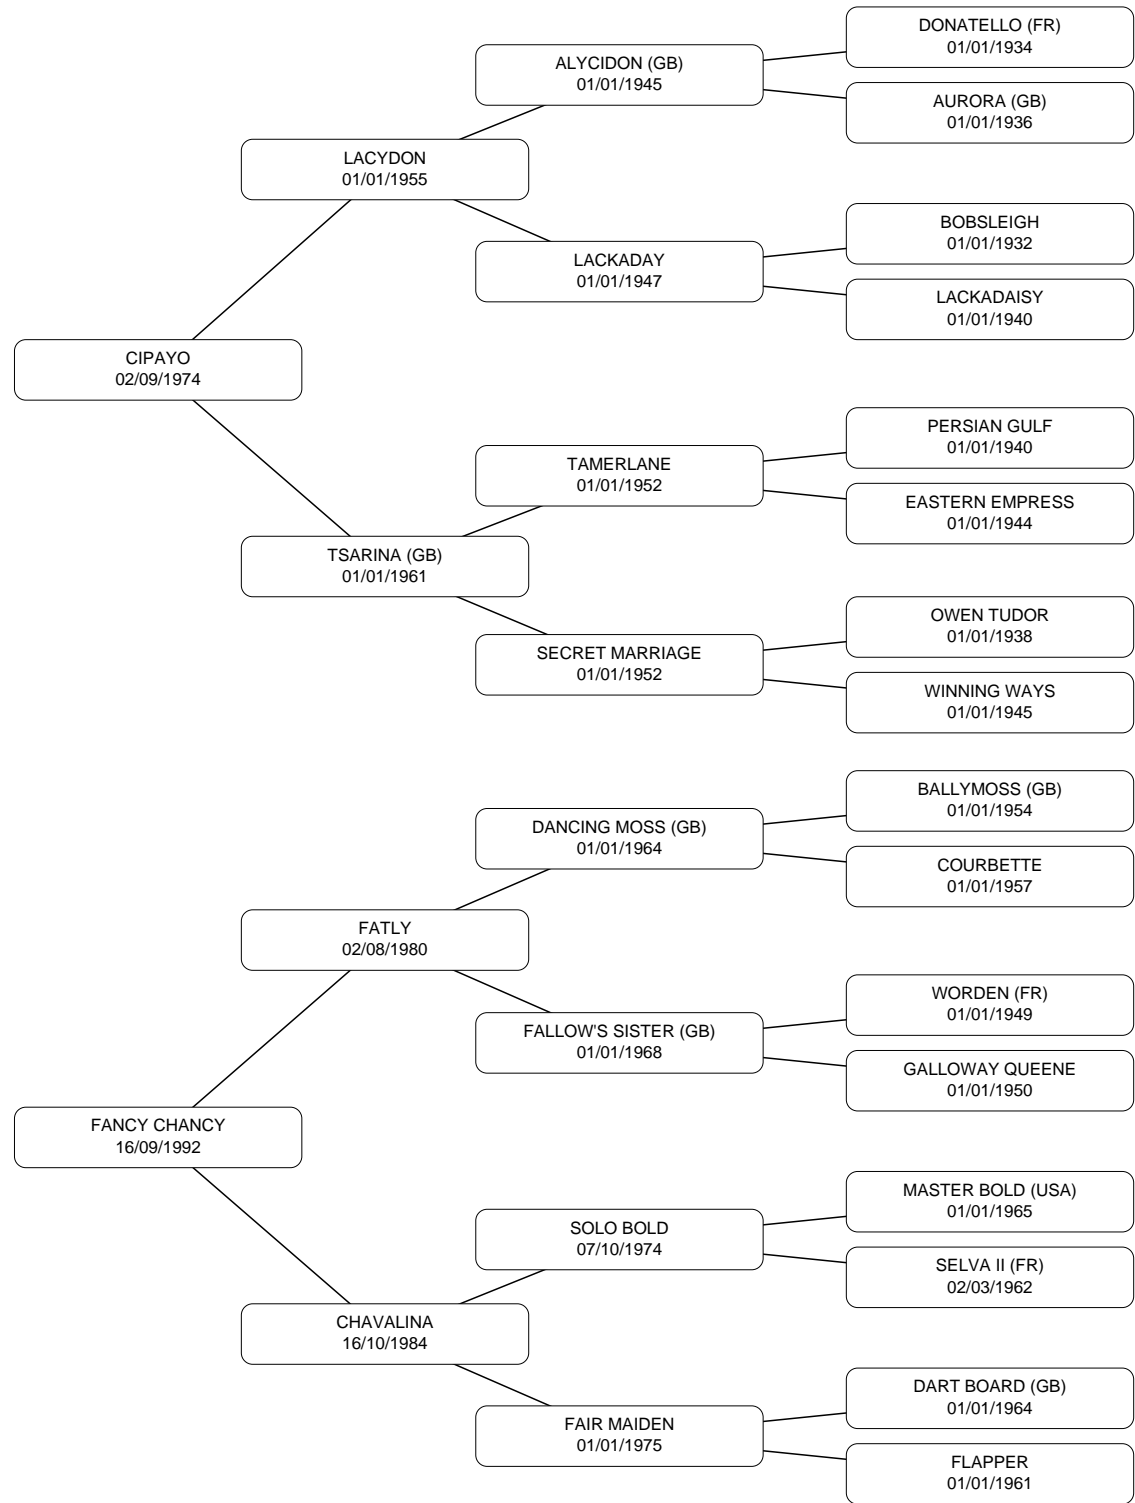 DONATELLO (FR)
01/01/1934
ALYCIDON (GB)
01/01/1945
AURORA (GB)
01/01/1936
LACYDON
01/01/1955
BOBSLEIGH
01/01/1932
LACKADAY
01/01/1947
LACKADAISY
01/01/1940
CIPAYO
02/09/1974
PERSIAN GULF
01/01/1940
TAMERLANE
01/01/1952
EASTERN EMPRESS
01/01/1944
TSARINA (GB)
01/01/1961
OWEN TUDOR
01/01/1938
SECRET MARRIAGE
01/01/1952
WINNING WAYS
01/01/1945
BALLYMOSS (GB)
01/01/1954
DANCING MOSS (GB)
01/01/1964
COURBETTE
01/01/1957
FATLY
02/08/1980
WORDEN (FR)
01/01/1949
FALLOW'S SISTER (GB)
01/01/1968
GALLOWAY QUEENE
01/01/1950
FANCY CHANCY
16/09/1992
MASTER BOLD (USA)
01/01/1965
SOLO BOLD
07/10/1974
SELVA II (FR)
02/03/1962
CHAVALINA
16/10/1984
DART BOARD (GB)
01/01/1964
FAIR MAIDEN
01/01/1975
FLAPPER
01/01/1961